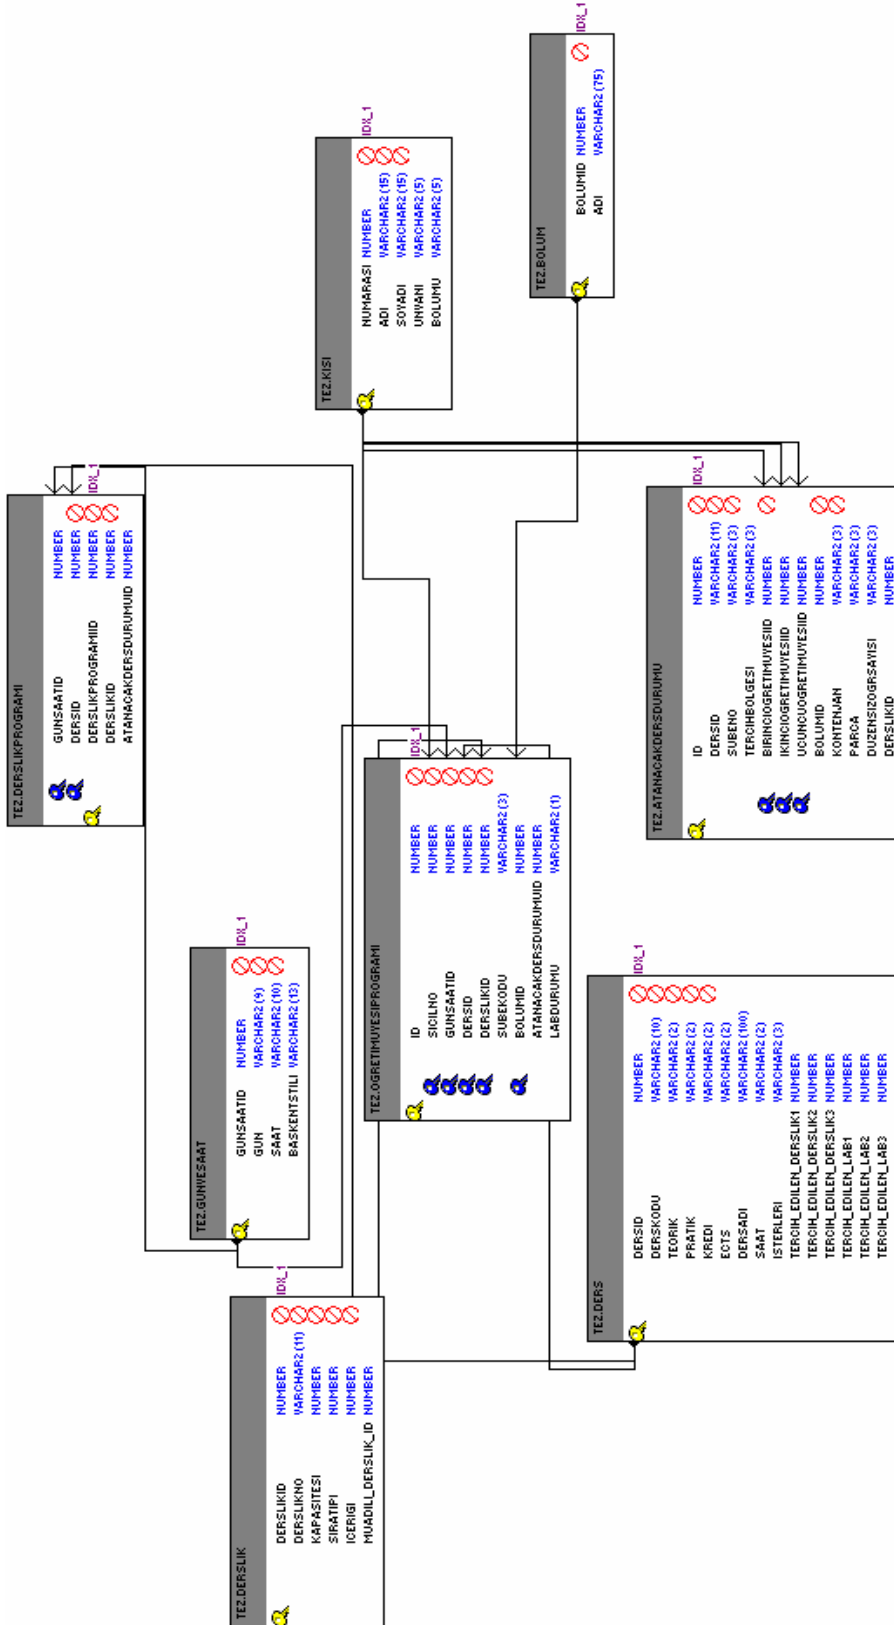 TEZ.DERSLIK
DERSLIKID NUMBER
DERSLIKNO VARCHAR2(11)
KAPASITESI NUMBER
SIRATIPI NUMBER
ICERIGI NUMBER
MUADILI_DERSLIK_ID NUMBER
IDX_1
TEZ.GUNVESAAT
GUNSAATID NUMBER
GUN VARCHAR2(9)
SAAT VARCHAR2(10)
BASKENTSTILI VARCHAR2(13)
IDX_1
TEZ.DERSLIKPROGRAMI
GUNSAATID NUMBER
DERSID NUMBER
DERSLIKPROGRAMIID NUMBER
DERSLIKID NUMBER
ATANACAKDERSDURUMUID NUMBER
IDX_1
TEZ.DERS
DERSID NUMBER
DERSKODU VARCHAR2(10)
TEORIK VARCHAR2(2)
PRATIK VARCHAR2(2)
KREDI VARCHAR2(2)
ECTS VARCHAR2(2)
DERSADI VARCHAR2(100)
SAAT VARCHAR2(2)
ISTERLERI VARCHAR2(3)
TERCIH_EDILEN_DERSLIK1 NUMBER
TERCIH_EDILEN_DERSLIK2 NUMBER
TERCIH_EDILEN_DERSLIK3 NUMBER
TERCIH_EDILEN_LAB1 NUMBER
TERCIH_EDILEN_LAB2 NUMBER
TERCIH_EDILEN_LAB3 NUMBER
IDX_1
TEZ.OGRETIMUYESIPROGRAMI
ID NUMBER
SICILNO NUMBER
GUNSAATID NUMBER
DERSID NUMBER
DERSLIKID NUMBER
SUBEKODU VARCHAR2(3)
BOLUMID NUMBER
ATANACAKDERSDURUMUID NUMBER
LABDURUMU VARCHAR2(1)
IDX_1
TEZ.KISI
NUMARASI NUMBER
ADI VARCHAR2(15)
SOYADI VARCHAR2(15)
UNVANI VARCHAR2(5)
BOLUMU VARCHAR2(5)
IDX_1
TEZ.ATANACAKDERSDURUMU
ID NUMBER
DERSID VARCHAR2(11)
SUBENO VARCHAR2(3)
TERCIHBOLGESI VARCHAR2(3)
BIRINCIOGRETIMUYESIID NUMBER
IKINCIOGRETIMUYESIID NUMBER
UCUNCUOGRETIMUYESIID NUMBER
BOLUMID NUMBER
KONTENJAN VARCHAR2(3)
PARCA VARCHAR2(3)
DUZENSIZOGRSAYISI VARCHAR2(3)
DERSLIKID NUMBER
IDX_1
TEZ.BOLUM
BOLUMID NUMBER
ADI VARCHAR2(75)
IDX_1